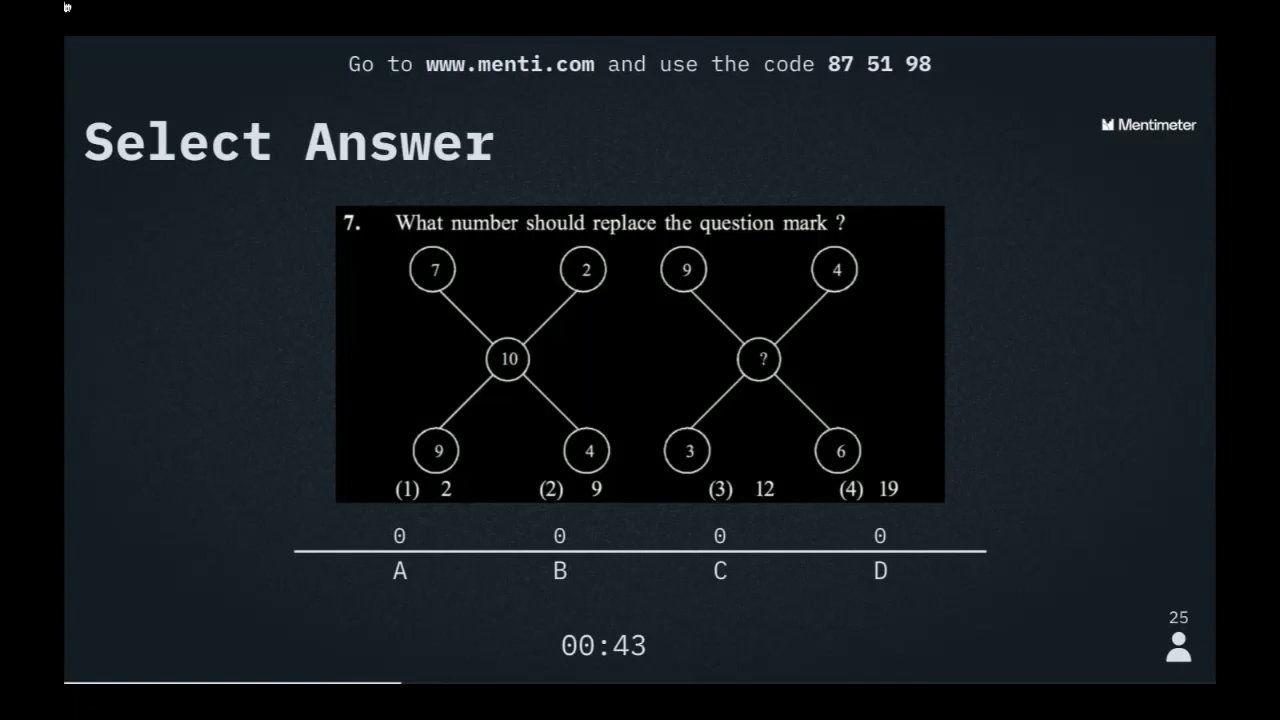 Go to www.menti.com and use the code 87 51 98
Select Answer
Mentimeter
7. What number should replace the question mark ?
7 2 9 4
10 ?
9 4 3 6
(1) 2 (2) 9 (3) 12 (4) 19
0 0 0 0
A B C D
00:43
25